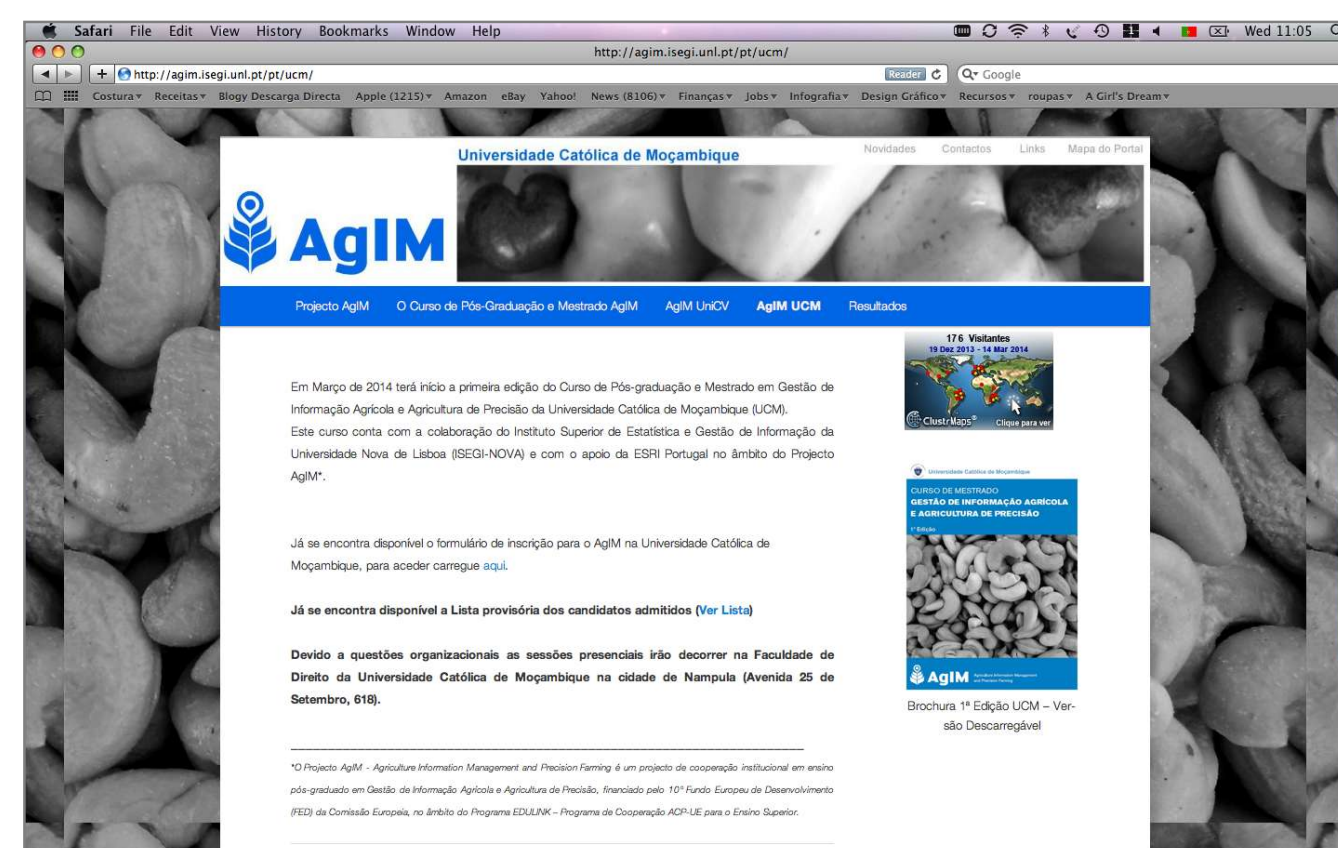 Safari File Edit View History Bookmarks Window Help Wed 11:05
http://agim.isegi.unl.pt/pt/ucm/
http://agim.isegi.unl.pt/pt/ucm/ Reader Google
Costura Receitas Blogy Descarga Directa Apple (1215) Amazon eBay Yahoo! News (8106) Finanças Jobs Infografia Design Gráfico Recursos roupas A Girl's Dream
Novidades Contactos Links Mapa do Portal
Universidade Católica de Moçambique
AgIM
Projecto AgIM O Curso de Pós-Graduação e Mestrado AgIM AgIM UniCV AgIM UCM Resultados
Em Março de 2014 terá início a primeira edição do Curso de Pós-graduação e Mestrado em Gestão de
Informação Agrícola e Agricultura de Precisão da Universidade Católica de Moçambique (UCM).
Este curso conta com a colaboração do Instituto Superior de Estatística e Gestão de Informação da
Universidade Nova de Lisboa (ISEGI-NOVA) e com o apoio da ESRI Portugal no âmbito do Projecto
AgIM*.
Já se encontra disponível o formulário de inscrição para o AgIM na Universidade Católica de
Moçambique, para aceder carregue aqui.
Já se encontra disponível a Lista provisória dos candidatos admitidos (Ver Lista)
Devido a questões organizacionais as sessões presenciais irão decorrer na Faculdade de
Direito da Universidade Católica de Moçambique na cidade de Nampula (Avenida 25 de
Setembro, 618).
*O Projecto AgIM - Agriculture Information Management and Precision Farming é um projecto de cooperação institucional em ensino
pós-graduado em Gestão de Informação Agrícola e Agricultura de Precisão, financiado pelo 10º Fundo Europeu de Desenvolvimento
(FED) da Comissão Europeia, no âmbito do Programa EDULINK – Programa de Cooperação ACP-UE para o Ensino Superior.
176 Visitantes
19 Dez 2013 - 14 Mar 2014
ClustrMaps® Clique para ver
Universidade Católica de Moçambique
CURSO DE MESTRADO
GESTÃO DE INFORMAÇÃO AGRÍCOLA
E AGRICULTURA DE PRECISÃO
1ª Edição
AgIM Agriculture Information Management
and Precision Farming
Brochura 1ª Edição UCM – Ver-
são Descarregável